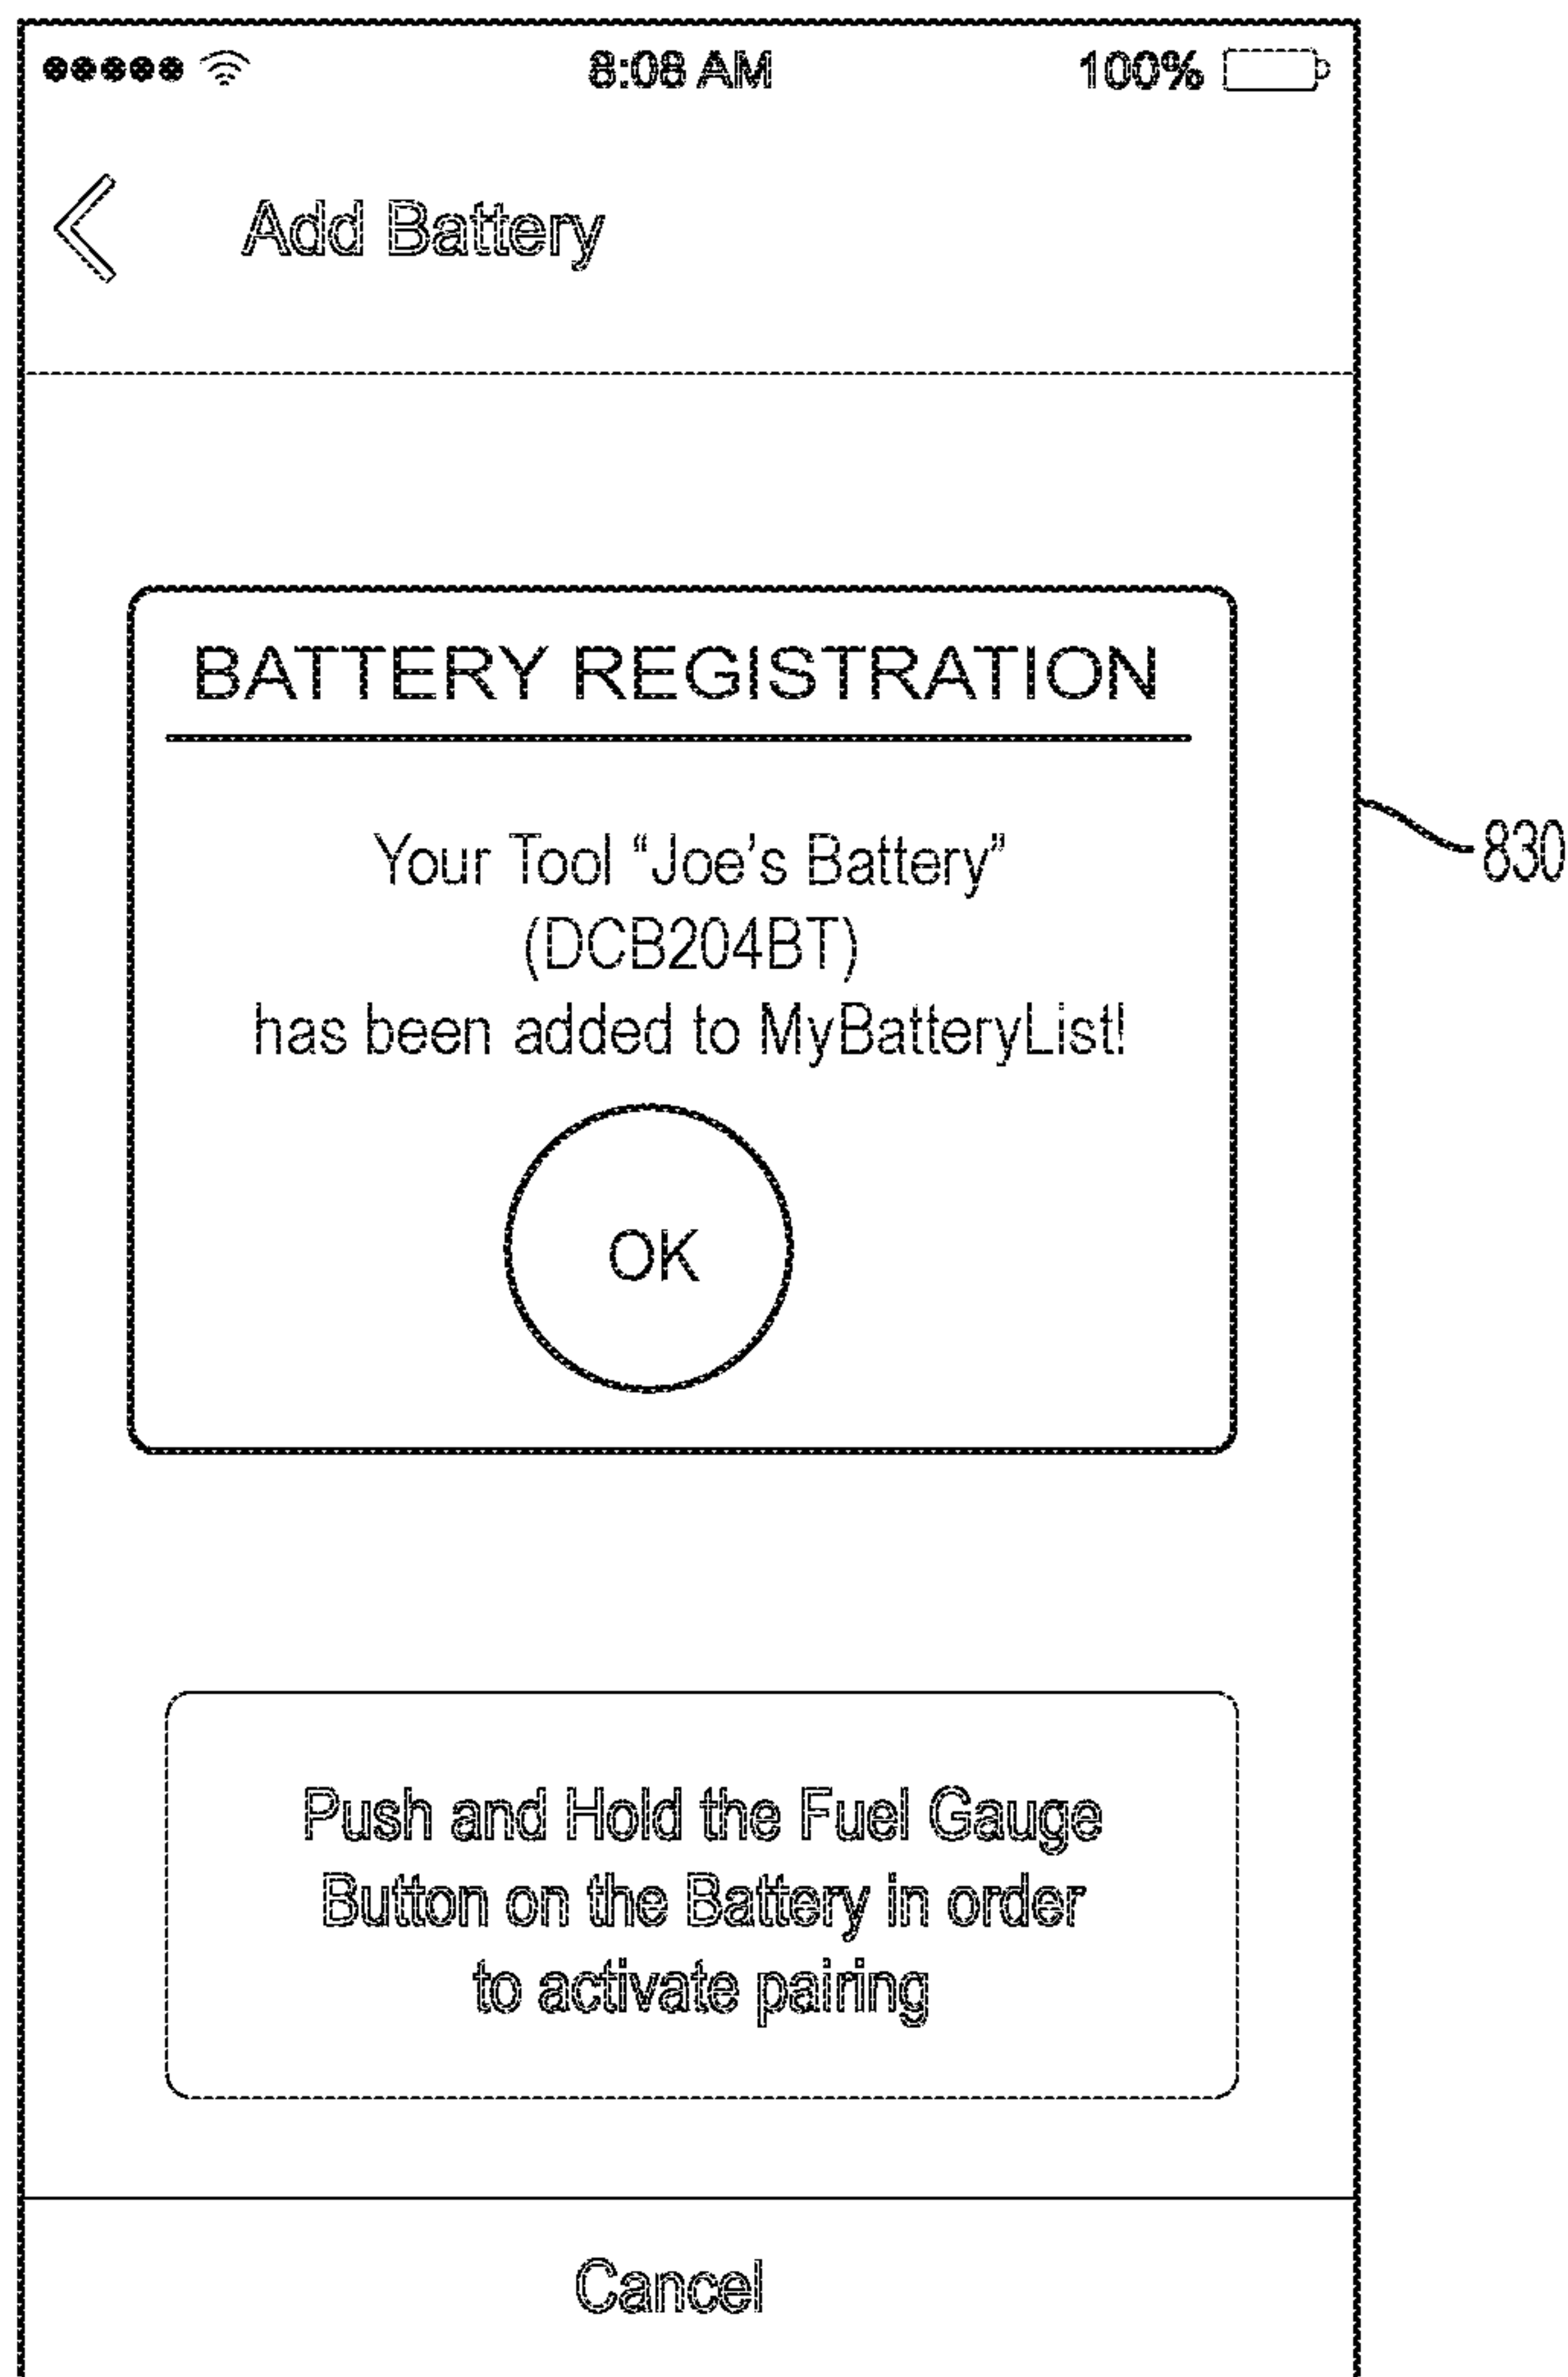 8:08 AM 100%
Add Battery
BATTERY REGISTRATION
Your Tool “Joe’s Battery”
(DCB204BT)
has been added to MyBatteryList!
830
OK
Push and Hold the Fuel Gauge
Button on the Battery in order
to activate pairing
Cancel